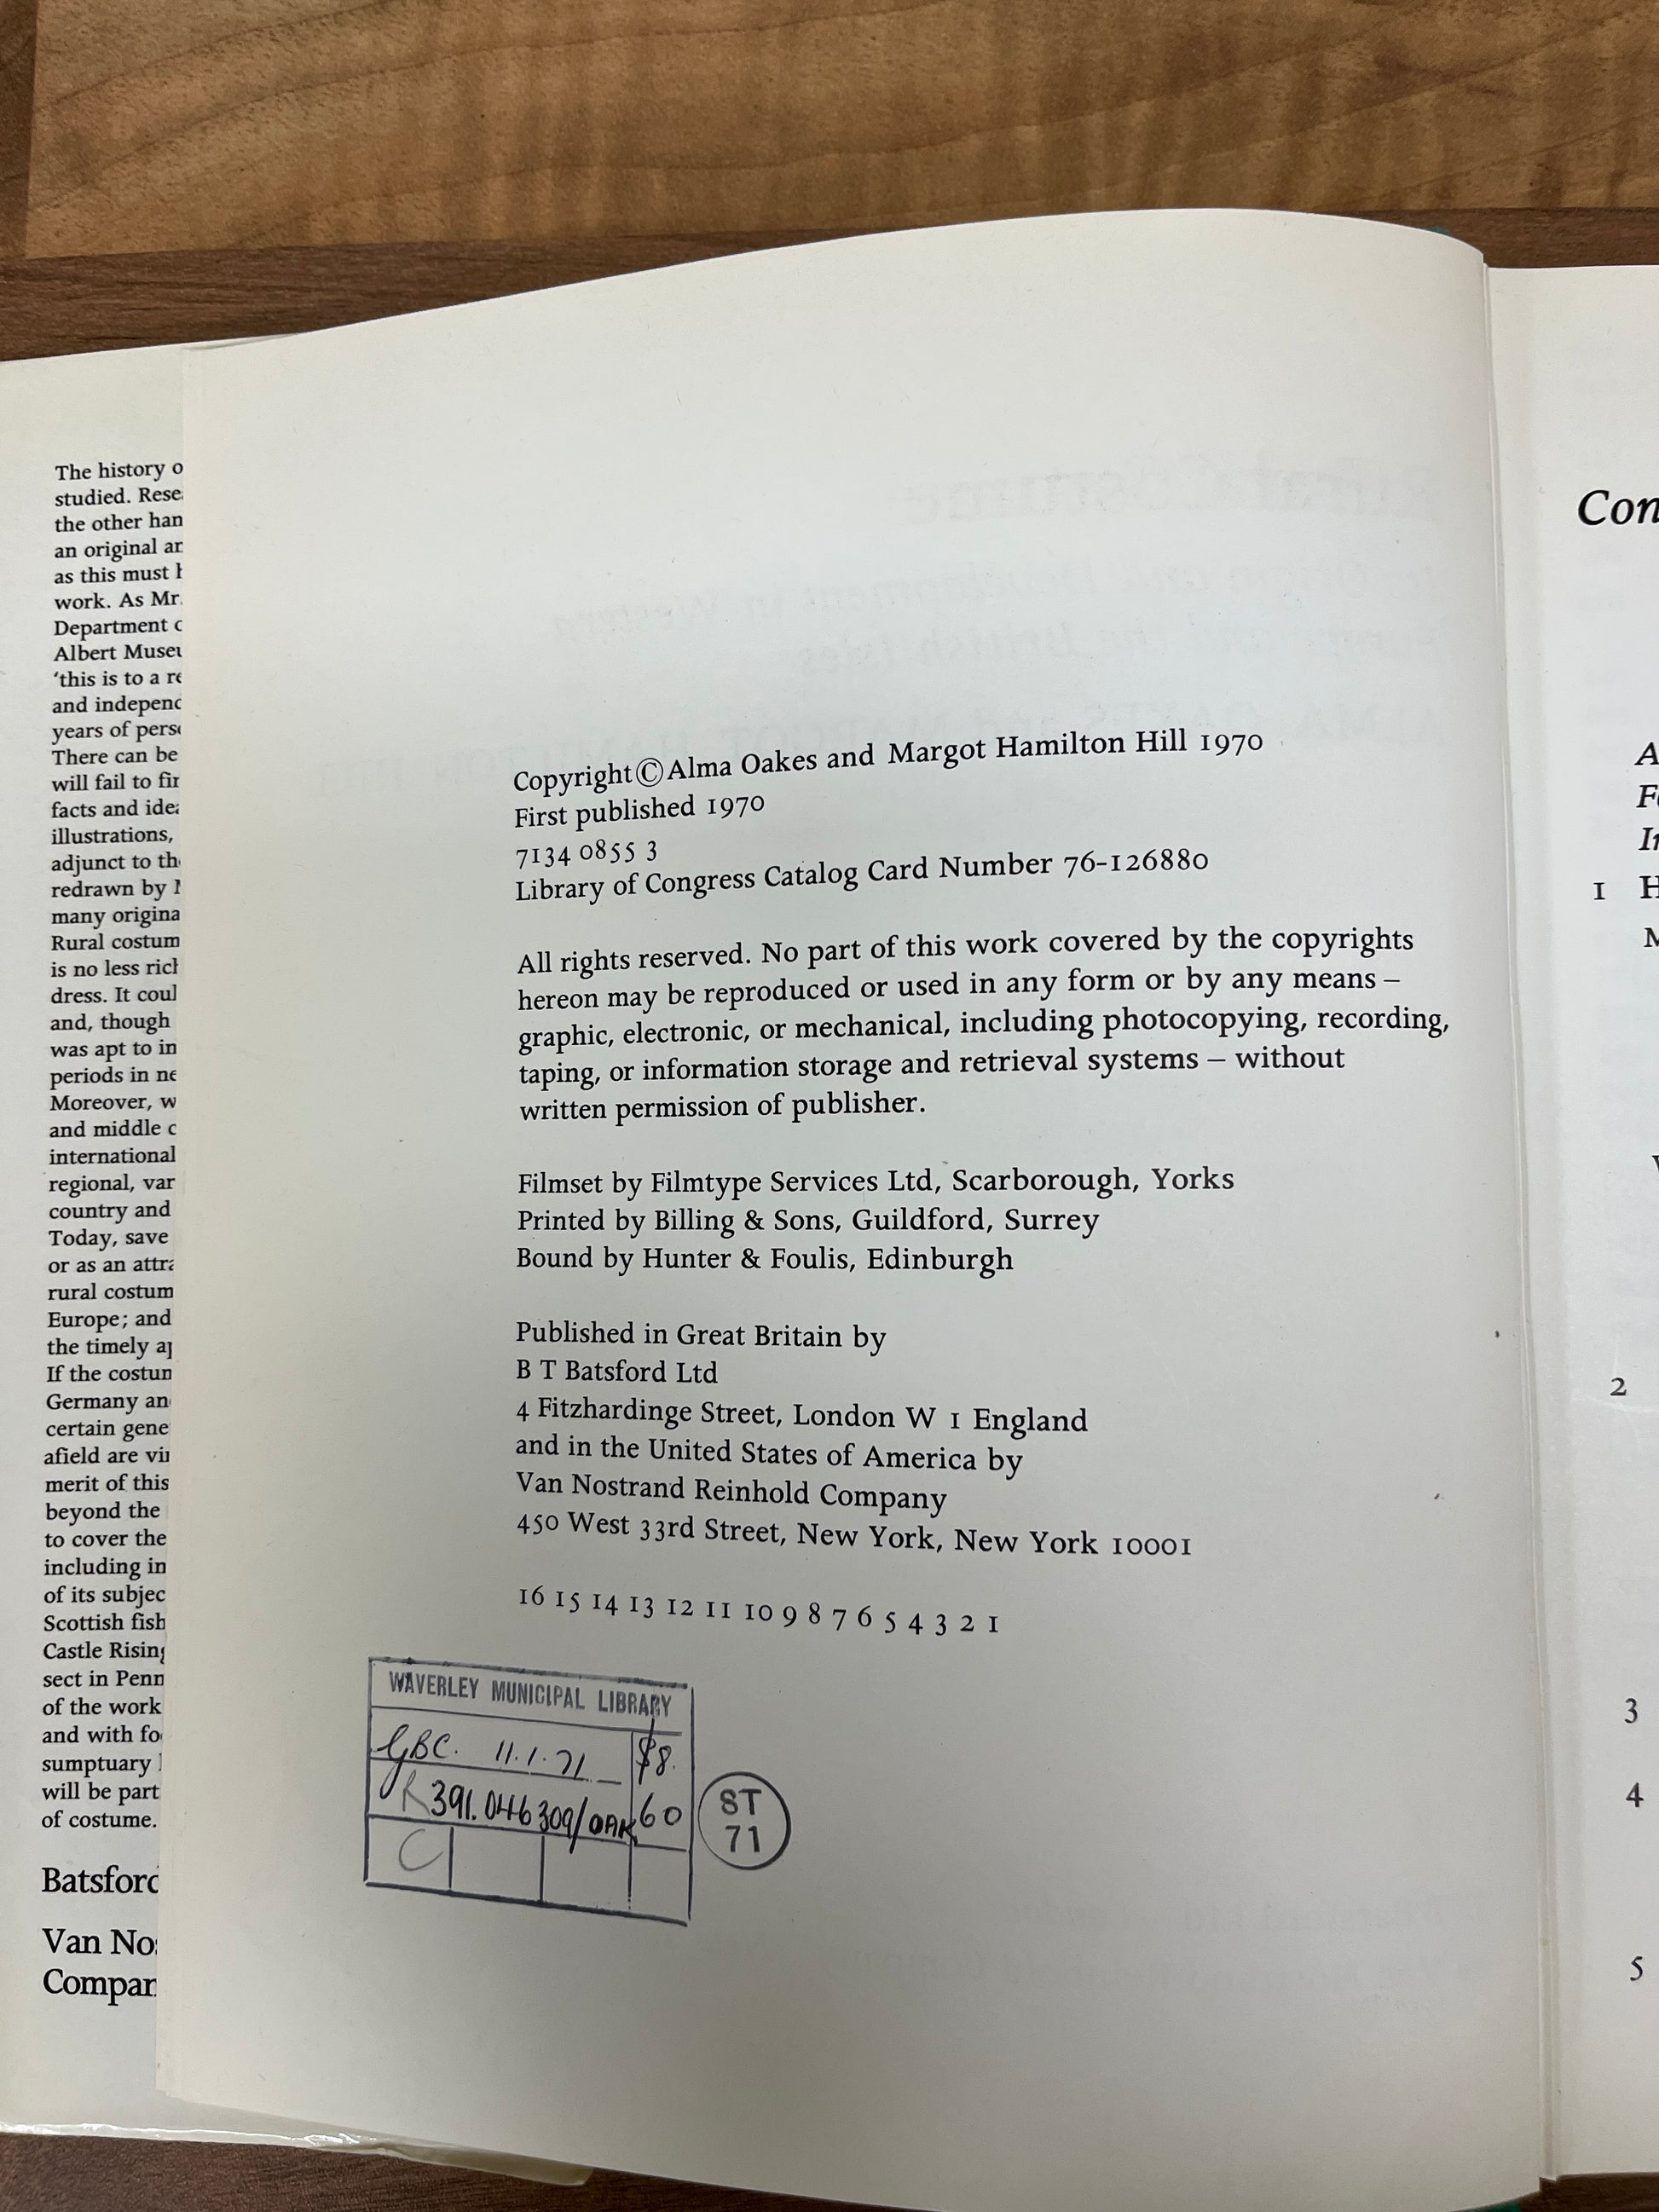 The history o
studied. Rese
the other han
an original ar
as this must h
work. As Mr.
Department o
Albert Museu
‘this is to a re
and independ
years of perso
There can be
will fail to fin
facts and idea
illustrations,
adjunct to the
redrawn by M
many origina
Rural costum
is no less rich
dress. It coul
and, though
was apt to in
periods in ne
Moreover, w
and middle c
international
regional, var
country and
Today, save
or as an attra
rural costum
Europe; and
the timely ap
If the costum
Germany an
certain gene
afield are vir
merit of this
beyond the
to cover the
including in
of its subjec
Scottish fish
Castle Rising
sect in Penn
of the work
and with fo
sumptuary l
will be part
of costume.
Batsford
Van Nos
Compan
Copyright © Alma Oakes and Margot Hamilton Hill 1970
First published 1970
7134 0855 3
Library of Congress Catalog Card Number 76-126880
All rights reserved. No part of this work covered by the copyrights
hereon may be reproduced or used in any form or by any means –
graphic, electronic, or mechanical, including photocopying, recording,
taping, or information storage and retrieval systems – without
written permission of publisher.
Filmset by Filmtype Services Ltd, Scarborough, Yorks
Printed by Billing & Sons, Guildford, Surrey
Bound by Hunter & Foulis, Edinburgh
Published in Great Britain by
B T Batsford Ltd
4 Fitzhardinge Street, London W 1 England
and in the United States of America by
Van Nostrand Reinhold Company
450 West 33rd Street, New York, New York 10001
16 15 14 13 12 11 10 9 8 7 6 5 4 3 2 1
WAVERLEY MUNICIPAL LIBRARY
GBC. 11.1.71 $8.
R 391.046309/OAK 60
C
ST
71
Con
A
Fo
In
1 H
M
2
3
4
5